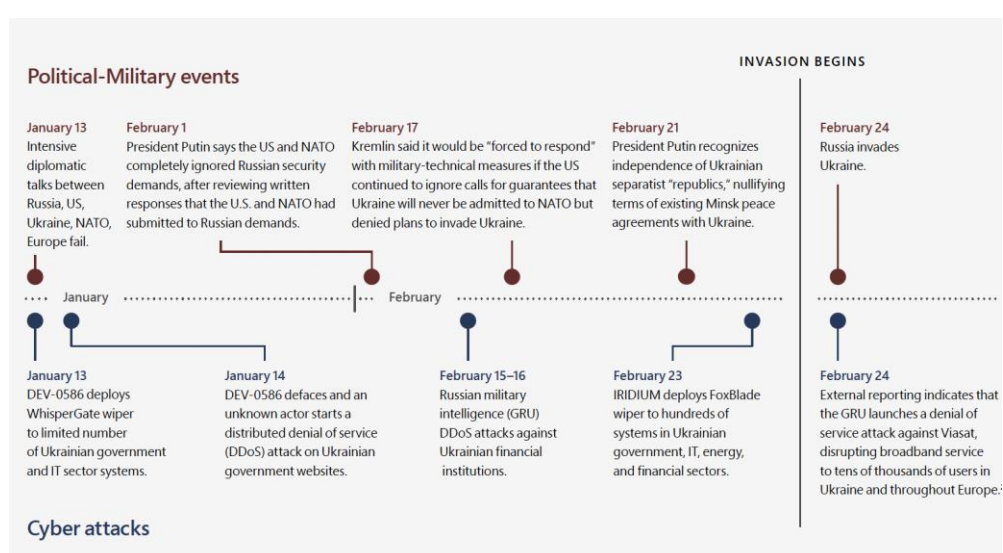 INVASION BEGINS
Political-Military events
January 13
Intensive
diplomatic
talks between
Russia, US,
Ukraine, NATO,
Europe fail.
February 1
President Putin says the US and NATO
completely ignored Russian security
demands, after reviewing written
responses that the U.S. and NATO had
submitted to Russian demands.
February 17
Kremlin said it would be "forced to respond"
with military-technical measures if the US
continued to ignore calls for guarantees that
Ukraine will never be admitted to NATO but
denied plans to invade Ukraine.
February 21
President Putin recognizes
independence of Ukrainian
separatist "republics," nullifying
terms of existing Minsk peace
agreements with Ukraine.
February 24
Russia invades
Ukraine.
January
February
January 13
DEV-0586 deploys
WhisperGate wiper
to limited number
of Ukrainian government
and IT sector systems.
January 14
DEV-0586 defaces and an
unknown actor starts a
distributed denial of service
(DDoS) attack on Ukrainian
government websites.
February 15–16
Russian military
intelligence (GRU)
DDoS attacks against
Ukrainian financial
institutions.
February 23
IRIDIUM deploys FoxBlade
wiper to hundreds of
systems in Ukrainian
government, IT, energy,
and financial sectors.
February 24
External reporting indicates that
the GRU launches a denial of
service attack against Viasat,
disrupting broadband service
to tens of thousands of users in
Ukraine and throughout Europe.
Cyber attacks